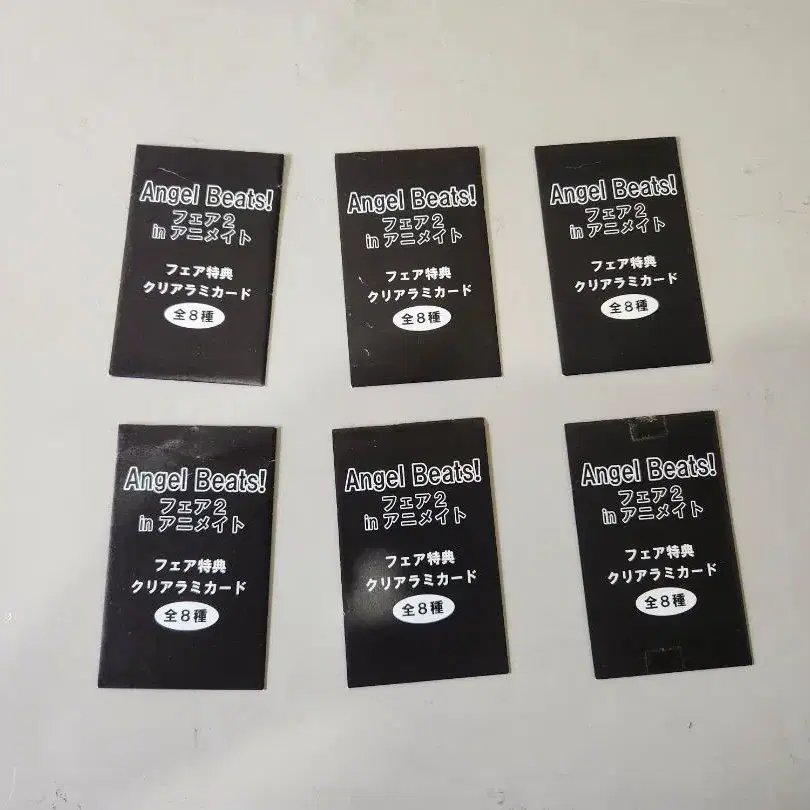 Angel Beats!
フェア２
in アニメイト
フェア特典
クリアラミカード
全８種
Angel Beats!
フェア２
in アニメイト
フェア特典
クリアラミカード
全８種
Angel Beats!
フェア２
in アニメイト
フェア特典
クリアラミカード
全８種
Angel Beats!
フェア２
in アニメイト
フェア特典
クリアラミカード
全８種
Angel Beats!
フェア２
in アニメイト
フェア特典
クリアラミカード
全８種
Angel Beats!
フェア２
in アニメイト
フェア特典
クリアラミカード
全８種